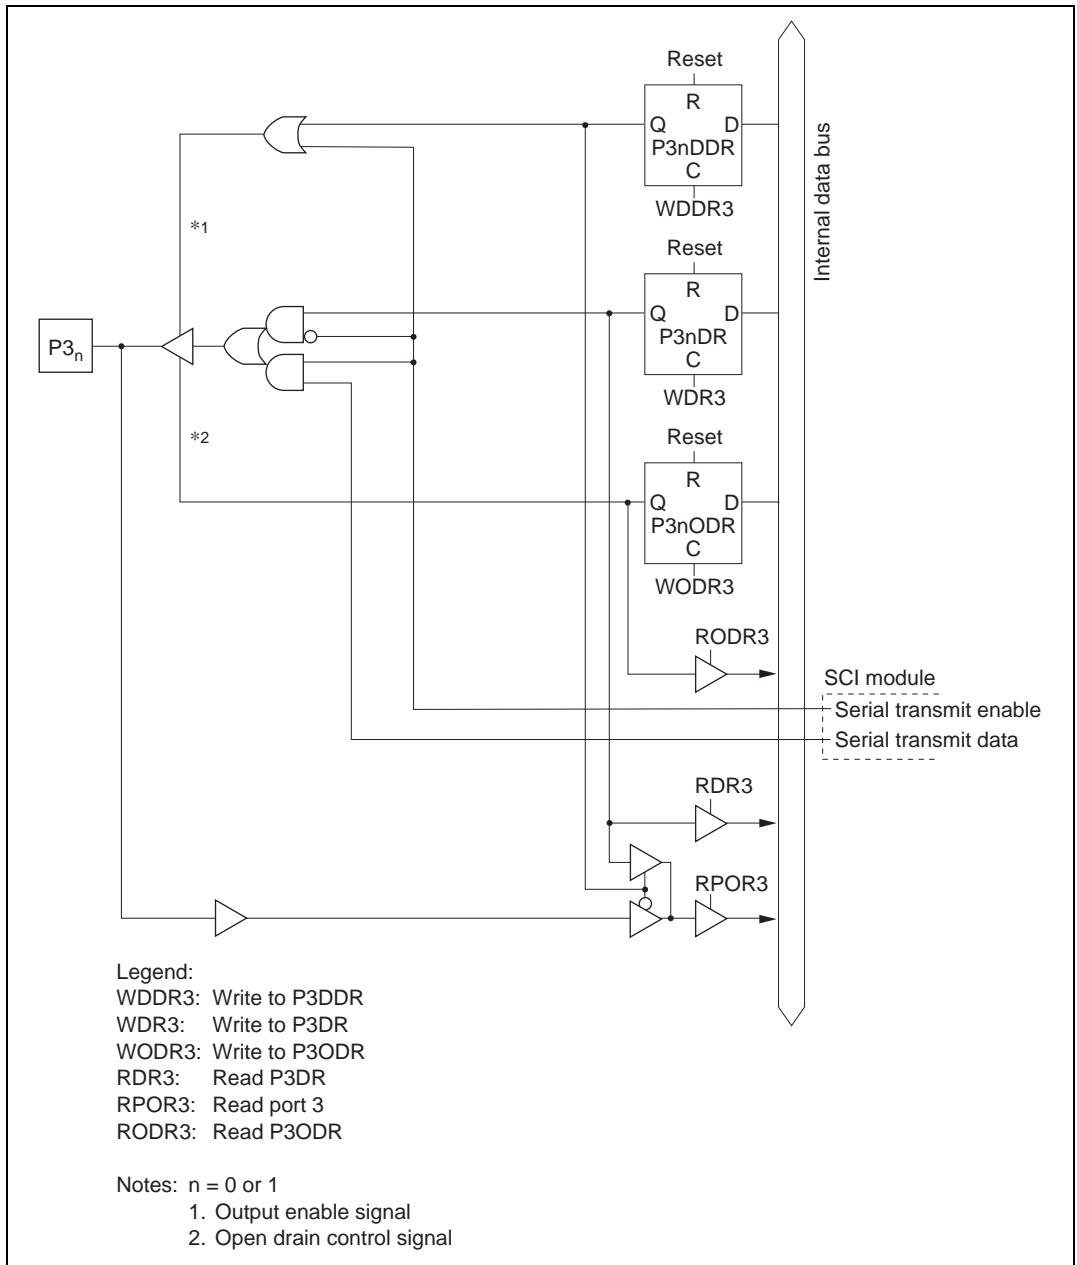 Reset
R
Q D
P3nDDR
C
WDDR3
Internal data bus
*1
Reset
R
Q D
P3nDR
C
WDR3
P3n
*2
Reset
R
Q D
P3nODR
C
WODR3
RODR3
SCI module
Serial transmit enable
Serial transmit data
RDR3
RPOR3
Legend:
WDDR3: Write to P3DDR
WDR3: Write to P3DR
WODR3: Write to P3ODR
RDR3: Read P3DR
RPOR3: Read port 3
RODR3: Read P3ODR
Notes: n = 0 or 1
1. Output enable signal
2. Open drain control signal